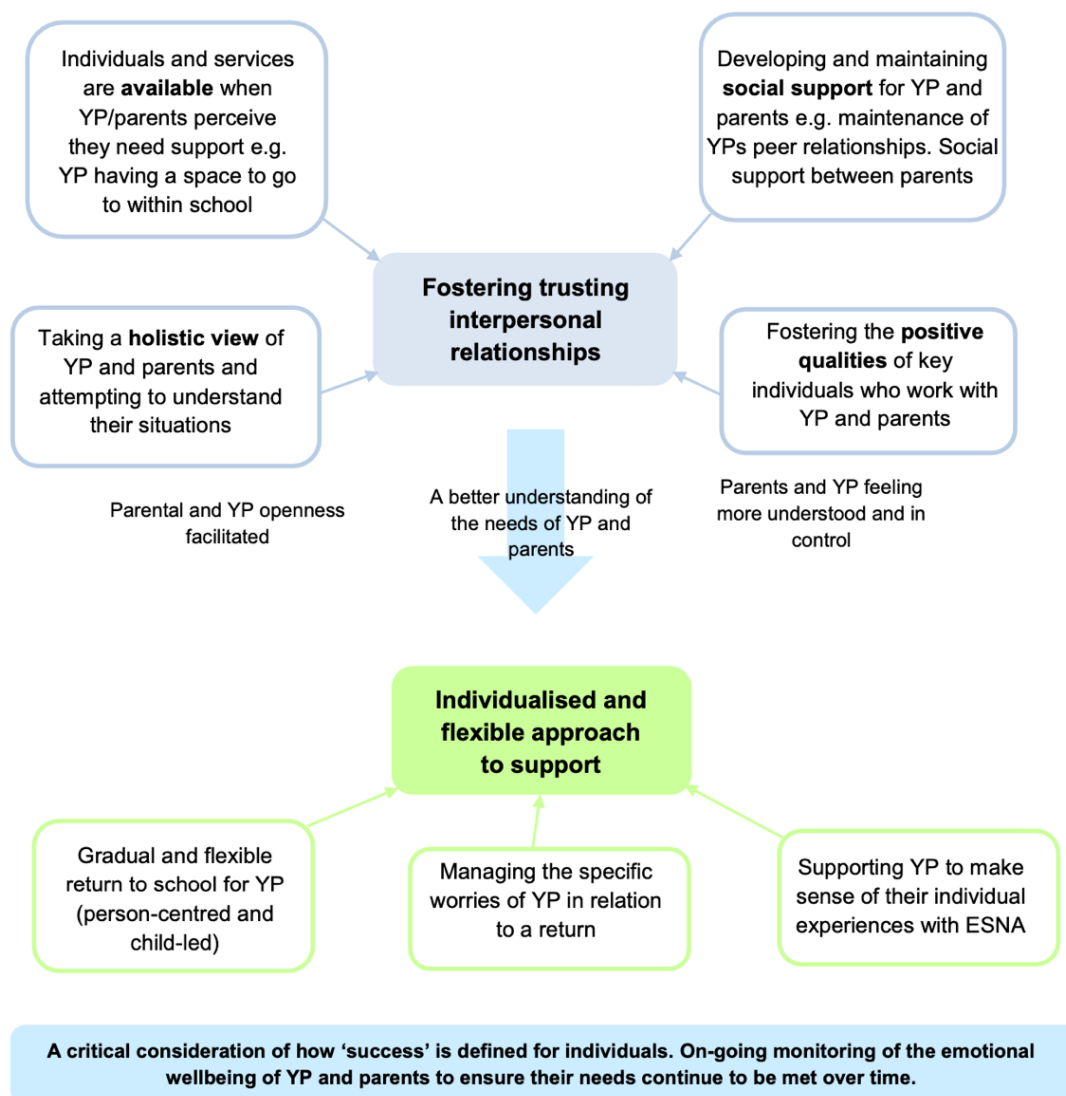 Individuals and services
are available when
YP/parents perceive
they need support e.g.
YP having a space to go
to within school
Developing and maintaining
social support for YP and
parents e.g. maintenance of
YPs peer relationships. Social
support between parents
Fostering trusting
interpersonal
relationships
Taking a holistic view of
YP and parents and
attempting to understand
their situations
Fostering the positive
qualities of key
individuals who work with
YP and parents
Parental and YP openness
facilitated
A better understanding of
the needs of YP and
parents
Parents and YP feeling
more understood and in
control
Individualised and
flexible approach
to support
Gradual and flexible
return to school for YP
(person-centred and
child-led)
Managing the specific
worries of YP in relation
to a return
Supporting YP to make
sense of their individual
experiences with ESNA
A critical consideration of how ‘success’ is defined for individuals. On-going monitoring of the emotional
wellbeing of YP and parents to ensure their needs continue to be met over time.